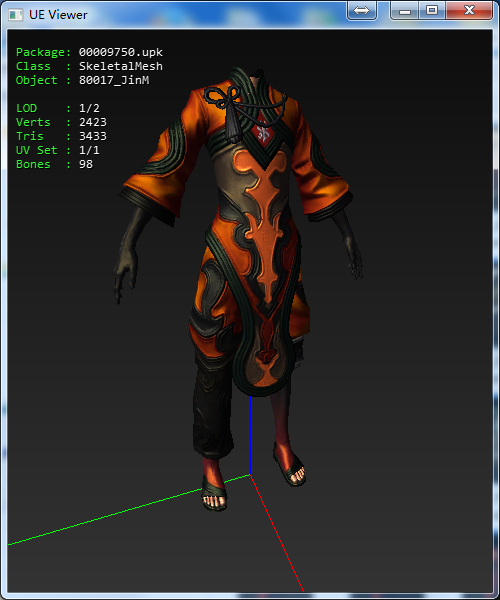 UE Viewer
Package: 00009750.upk
Class : SkeletalMesh
Object : 80017_JinM
LOD : 1/2
Verts : 2423
Tris : 3433
UV Set : 1/1
Bones : 98